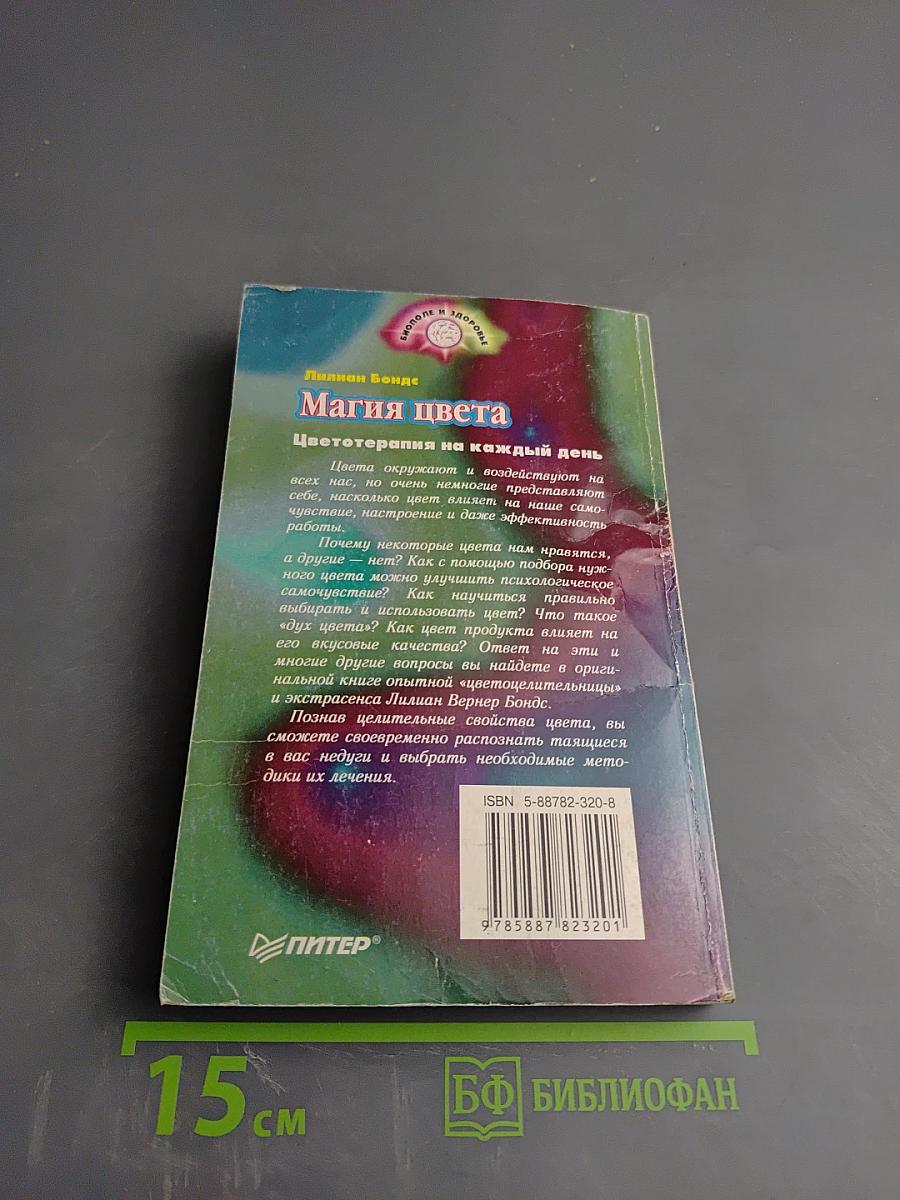 БИОПОЛЕ И ЗДОРОВЬЕ
Лилиан Бондс
Магия цвета
Цветотерапия на каждый день
Цвета окружают и воздействуют на
всех нас, но очень немногие представляют
себе, насколько цвет влияет на наше само-
чувствие, настроение и даже эффективность
работы.
Почему некоторые цвета нам нравятся,
а другие — нет? Как с помощью подбора нуж-
ного цвета можно улучшить психологическое
самочувствие? Как научиться правильно
выбирать и использовать цвет? Что такое
«дух цвета»? Как цвет продукта влияет на
его вкусовые качества? Ответ на эти и
многие другие вопросы вы найдете в ориги-
нальной книге опытной «цветоцелительницы»
и экстрасенса Лилиан Вернер Бондс.
Познав целительные свойства цвета, вы
сможете своевременно распознать таящиеся
в вас недуги и выбрать необходимые мето-
дики их лечения.
ISBN 5-88782-320-8
9785887823201
ПИТЕР®
15 см
БФ БИБЛИОФАН